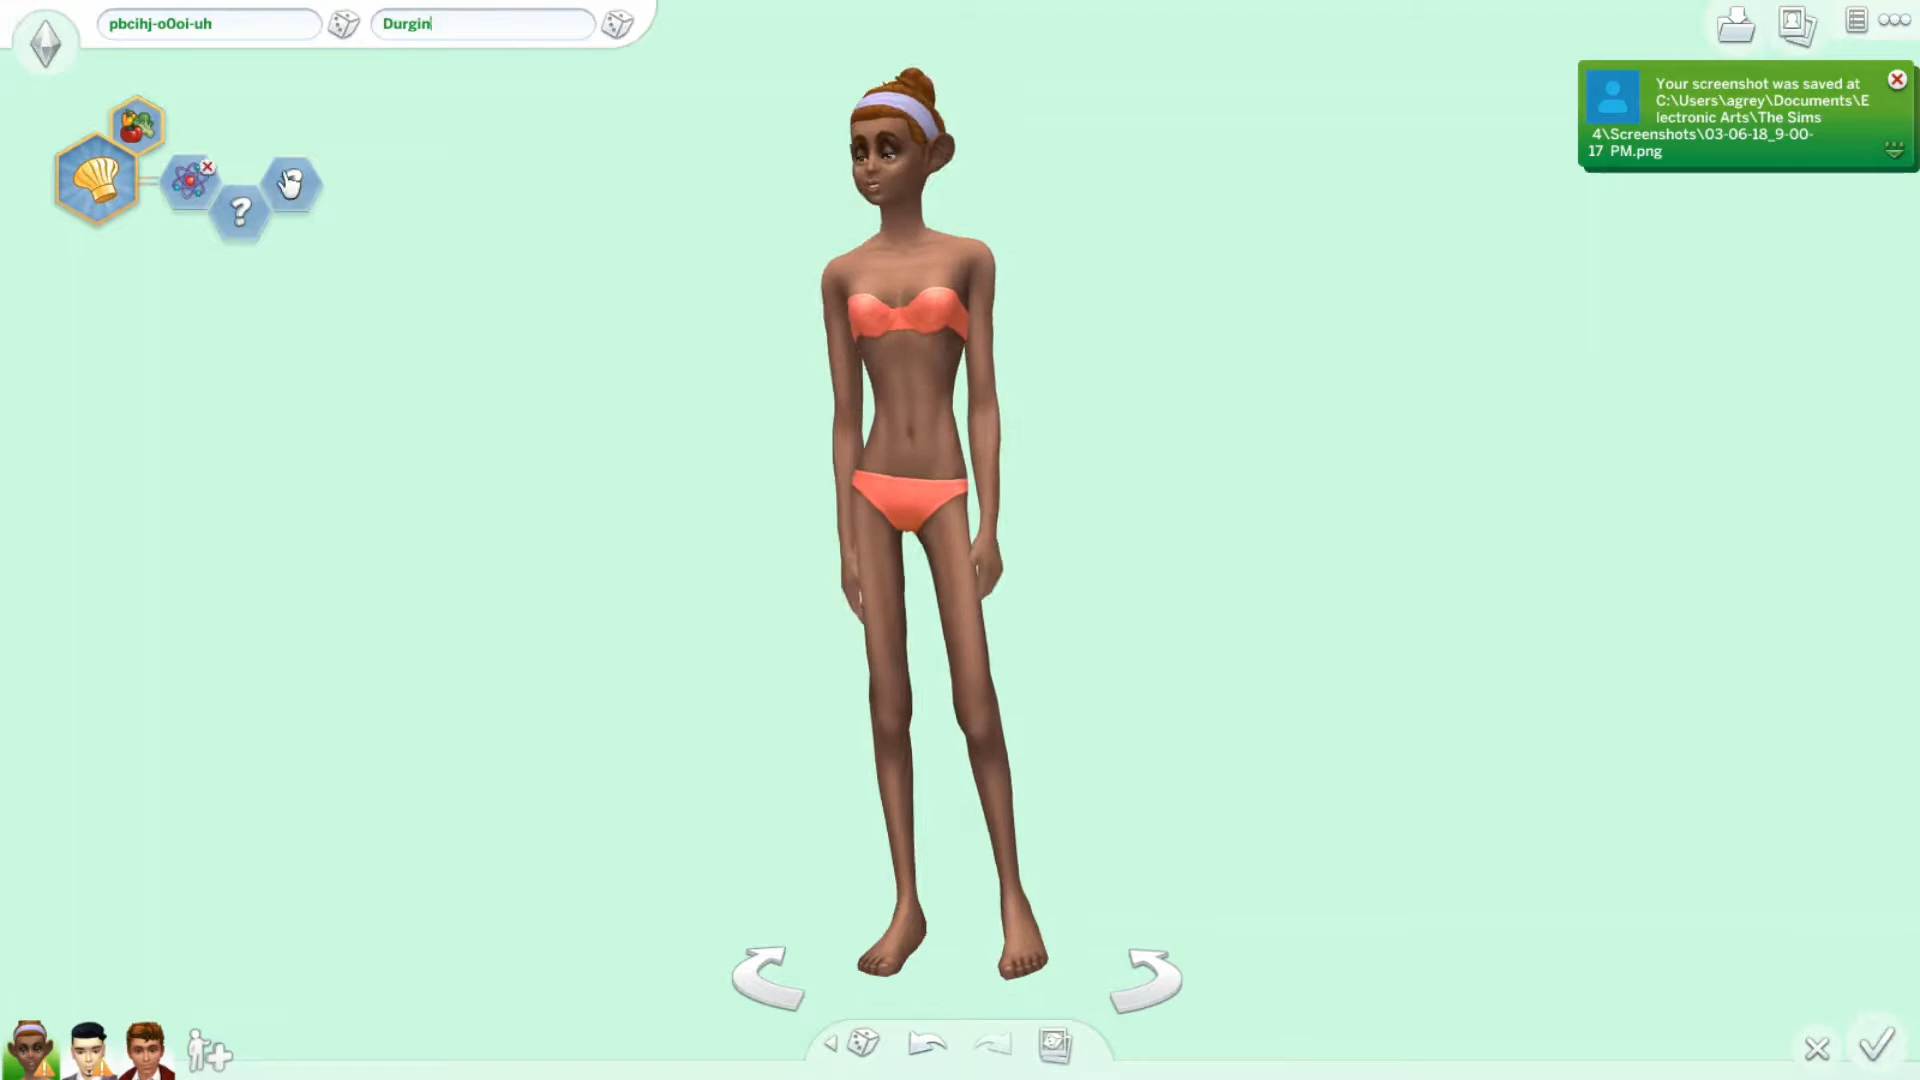 pbcihj-o0oi-uh
Durgin
Your screenshot was saved at
C:\Users\agrey\Documents\E
lectronic Arts\The Sims
4\Screenshots\03-06-18_9-00-
17 PM.png
?